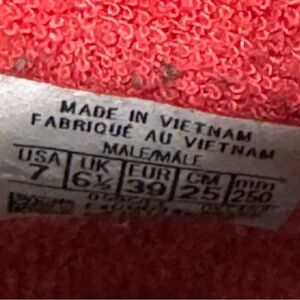 MADE IN VIETNAM
FABRIQUÉ AU VIETNAM
MALE/MÂLE
USA UK EUR CM mm
7 6½ 39 25 250